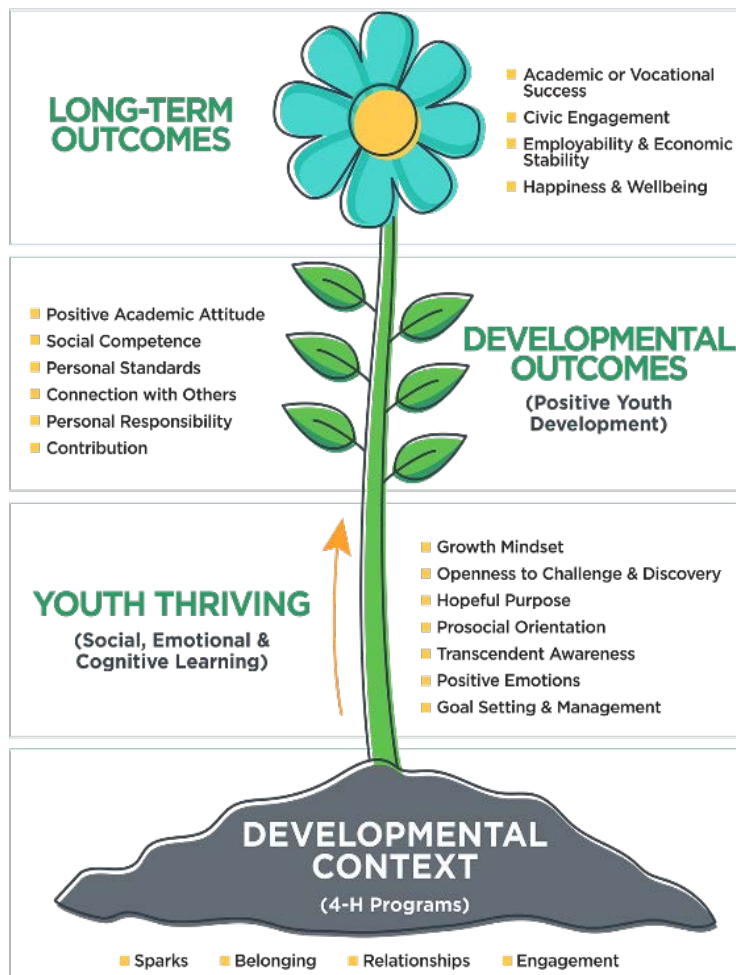 LONG-TERM
OUTCOMES
Academic or Vocational
Success
Civic Engagement
Employability & Economic
Stability
Happiness & Wellbeing
Positive Academic Attitude
Social Competence
Personal Standards
Connection with Others
Personal Responsibility
Contribution
DEVELOPMENTAL
OUTCOMES
(Positive Youth
Development)
YOUTH THRIVING
(Social, Emotional &
Cognitive Learning)
Growth Mindset
Openness to Challenge & Discovery
Hopeful Purpose
Prosocial Orientation
Transcendent Awareness
Positive Emotions
Goal Setting & Management
DEVELOPMENTAL
CONTEXT
(4-H Programs)
Sparks Belonging Relationships Engagement